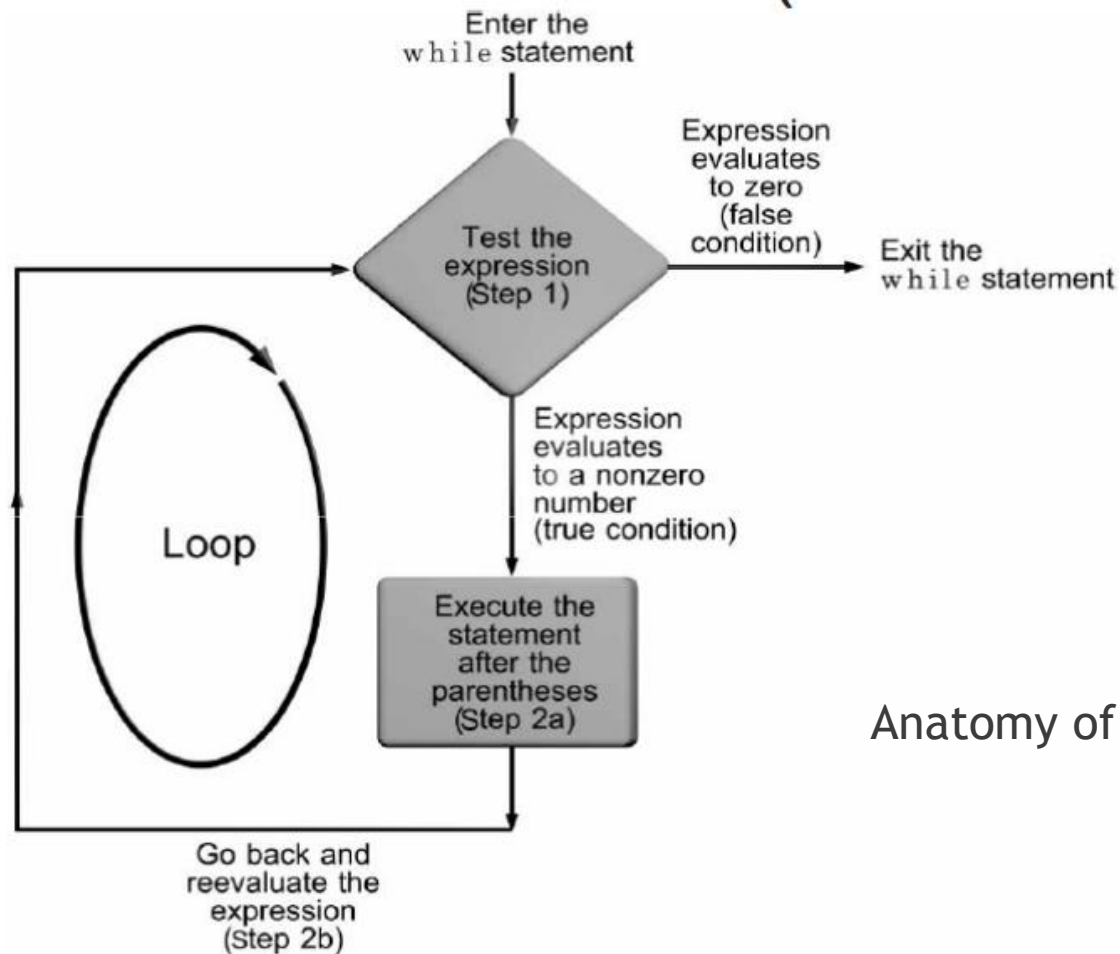 (
Enter the
while statement
Expression
evaluates
to zero
(false
condition)
Test the
expression
(Step 1)
Exit the
while statement
Expression
evaluates
to a nonzero
number
(true condition)
Loop
Execute the
statement
after the
parentheses
(Step 2a)
Anatomy of
Go back and
reevaluate the
expression
(Step 2b)